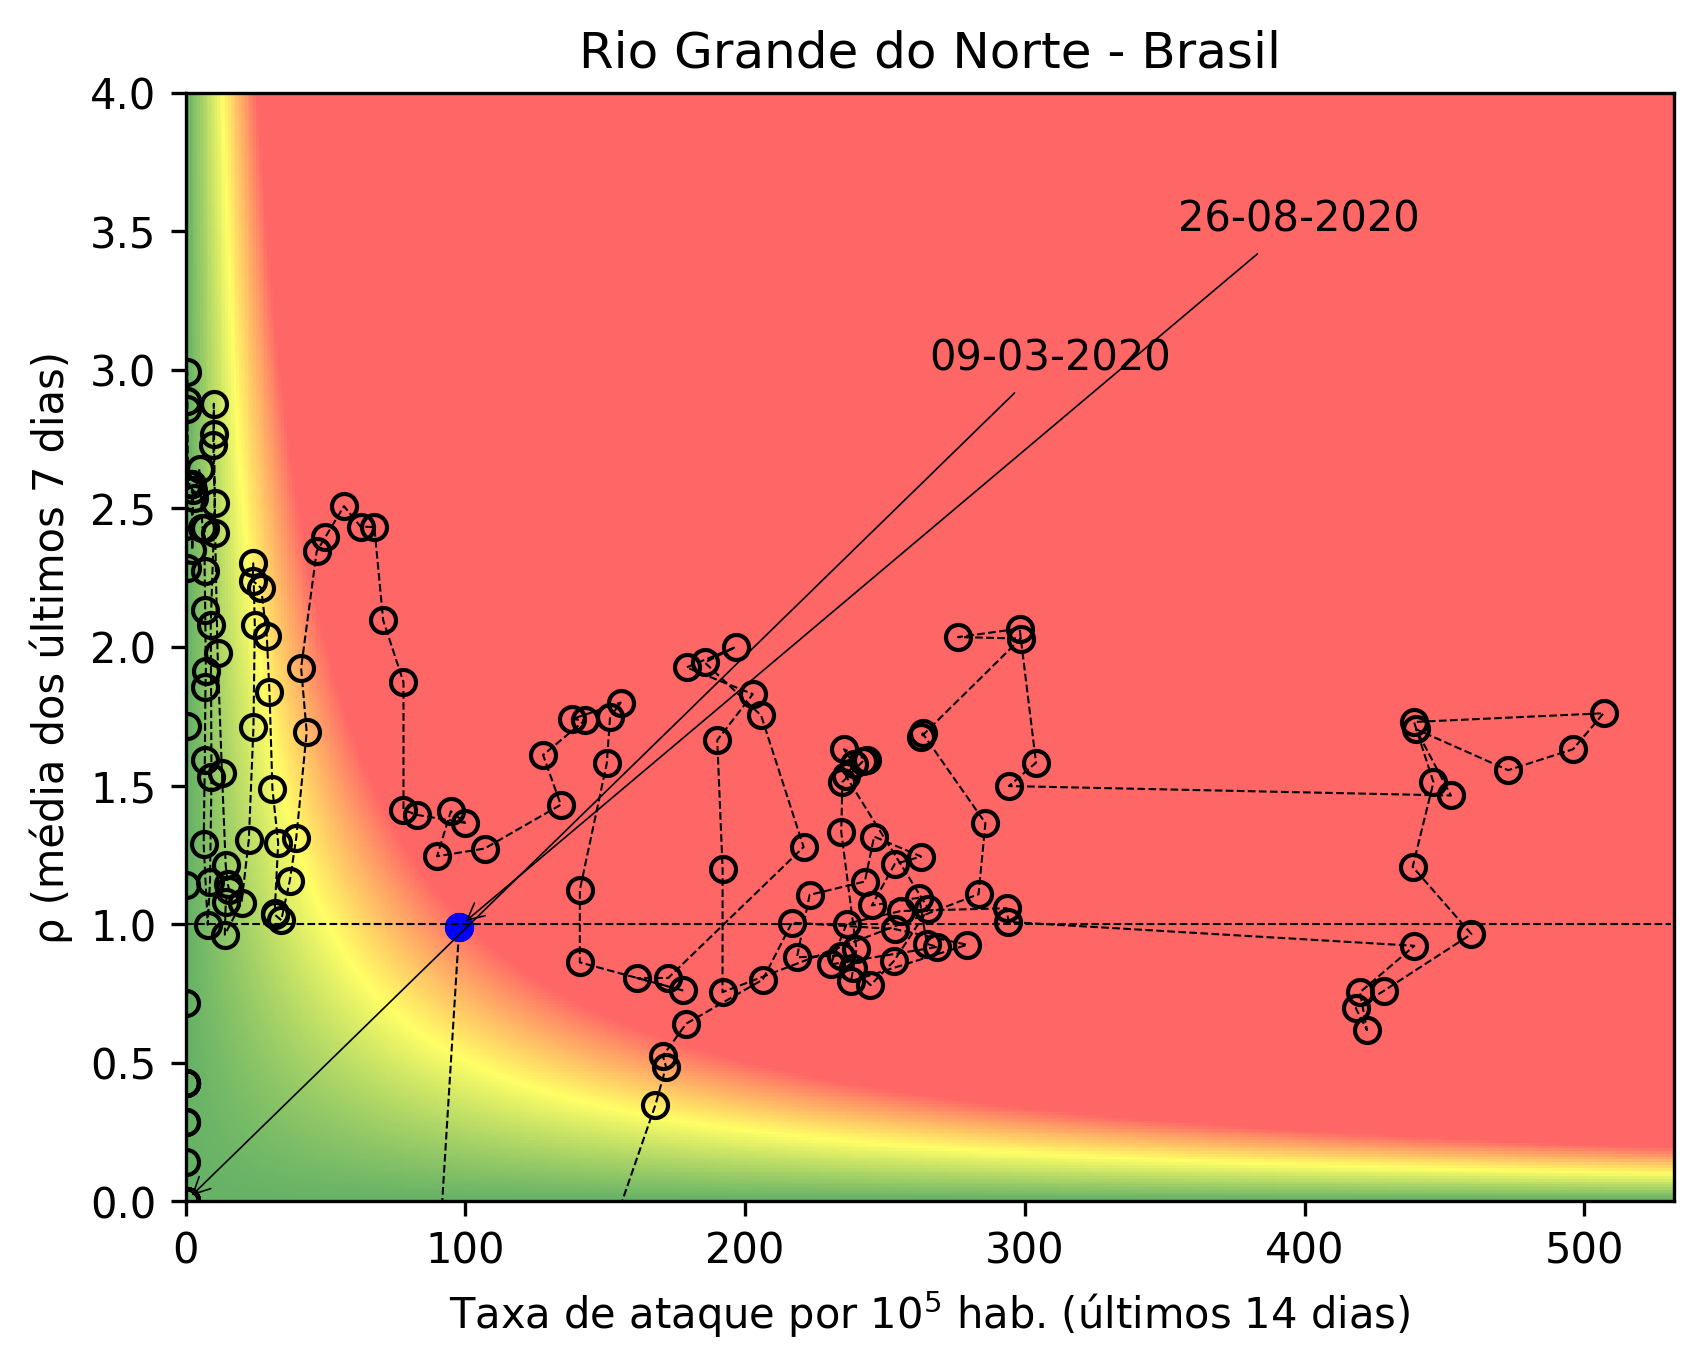 Rio Grande do Norte - Brasil
4.0
3.5
3.0
2.5
2.0
1.5
1.0
0.5
0.0
ρ (média dos últimos 7 dias)
26-08-2020
09-03-2020
0 100 200 300 400 500
Taxa de ataque por 10⁵ hab. (últimos 14 dias)